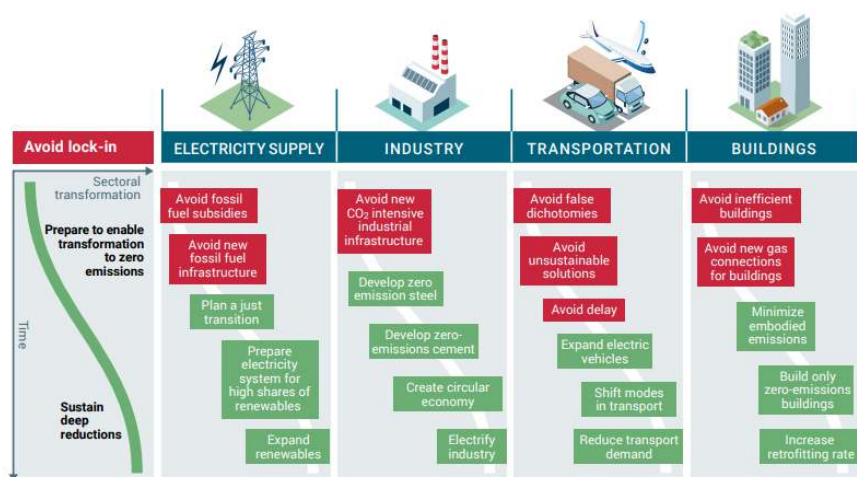 Avoid lock-in
ELECTRICITY SUPPLY
INDUSTRY
TRANSPORTATION
BUILDINGS
Sectoral
transformation
Time
Prepare to enable
transformation
to zero
emissions
Sustain
deep
reductions
Avoid fossil
fuel subsidies
Avoid new
fossil fuel
infrastructure
Plan a just
transition
Prepare
electricity
system for
high shares of
renewables
Expand
renewables
Avoid new
CO₂ intensive
industrial
infrastructure
Develop zero
emission steel
Develop zero-
emissions cement
Create circular
economy
Electrify
industry
Avoid false
dichotomies
Avoid
unsustainable
solutions
Avoid delay
Expand electric
vehicles
Shift modes
in transport
Reduce transport
demand
Avoid inefficient
buildings
Avoid new gas
connections
for buildings
Minimize
embodied
emissions
Build only
zero-emissions
buildings
Increase
retrofitting rate